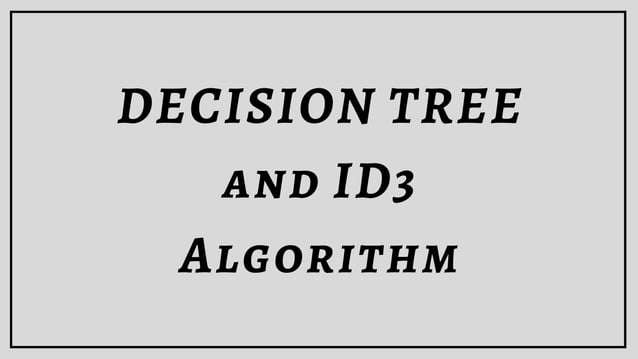 DECISION TREE
AND ID3
ALGORITHM